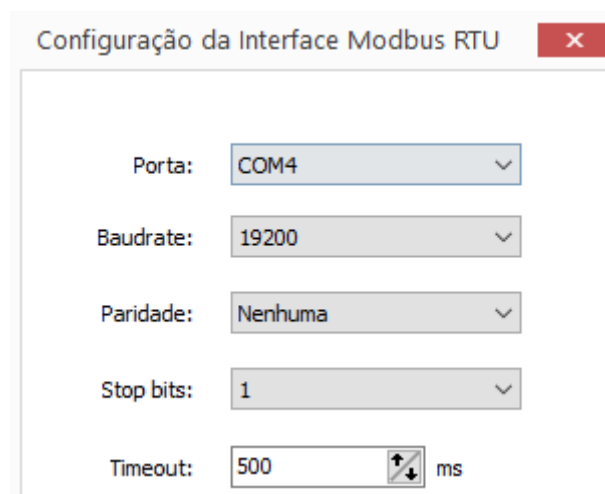 Configuração da Interface Modbus RTU
Porta: COM4
Baudrate: 19200
Paridade: Nenhuma
Stop bits: 1
Timeout: 500 ms